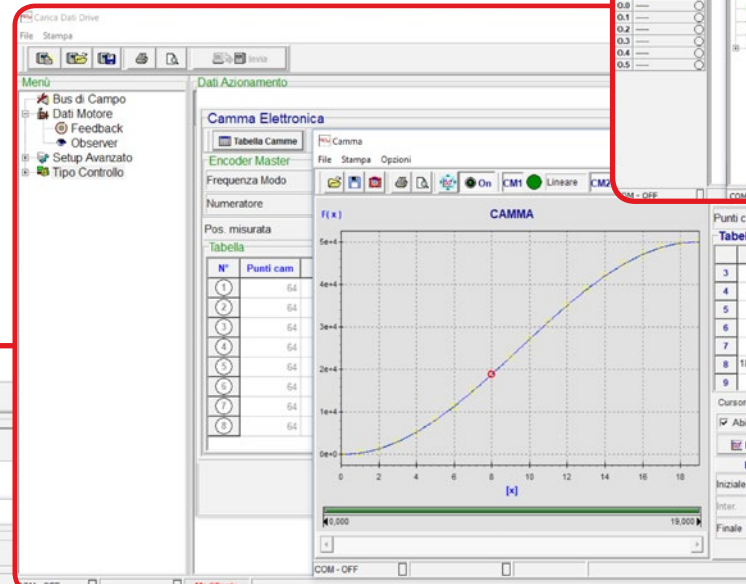 Carica Dati Drive
File Stampa
Invia
Menù
Bus di Campo
Dati Motore
Feedback
Observer
Setup Avanzato
Tipo Controllo
Dati Azionamento
Camma Elettronica
Tabella Camme
Encoder Master
Frequenza Modo
Numeratore
Pos. misurata
Tabella
N° Punti cam
1 64
2 64
3 64
4 64
5 64
6 64
7 64
8 64
Camma
File Stampa Opzioni
On CM1 Lineare CM2
F(x) CAMMA
5e+4
4e+4
3e+4
2e+4
1e+4
0e+0
0 2 4 6 8 10 12 14 16 18
[x]
0,000 19,000
COM - OFF
0.0
0.1
0.2
0.3
0.4
0.5
COM - OFF
Punti c
Tabel
3
4
5
6
7
8
9
Cursor
Abi
Iniziale
Inter.
Finale
COM - OFF